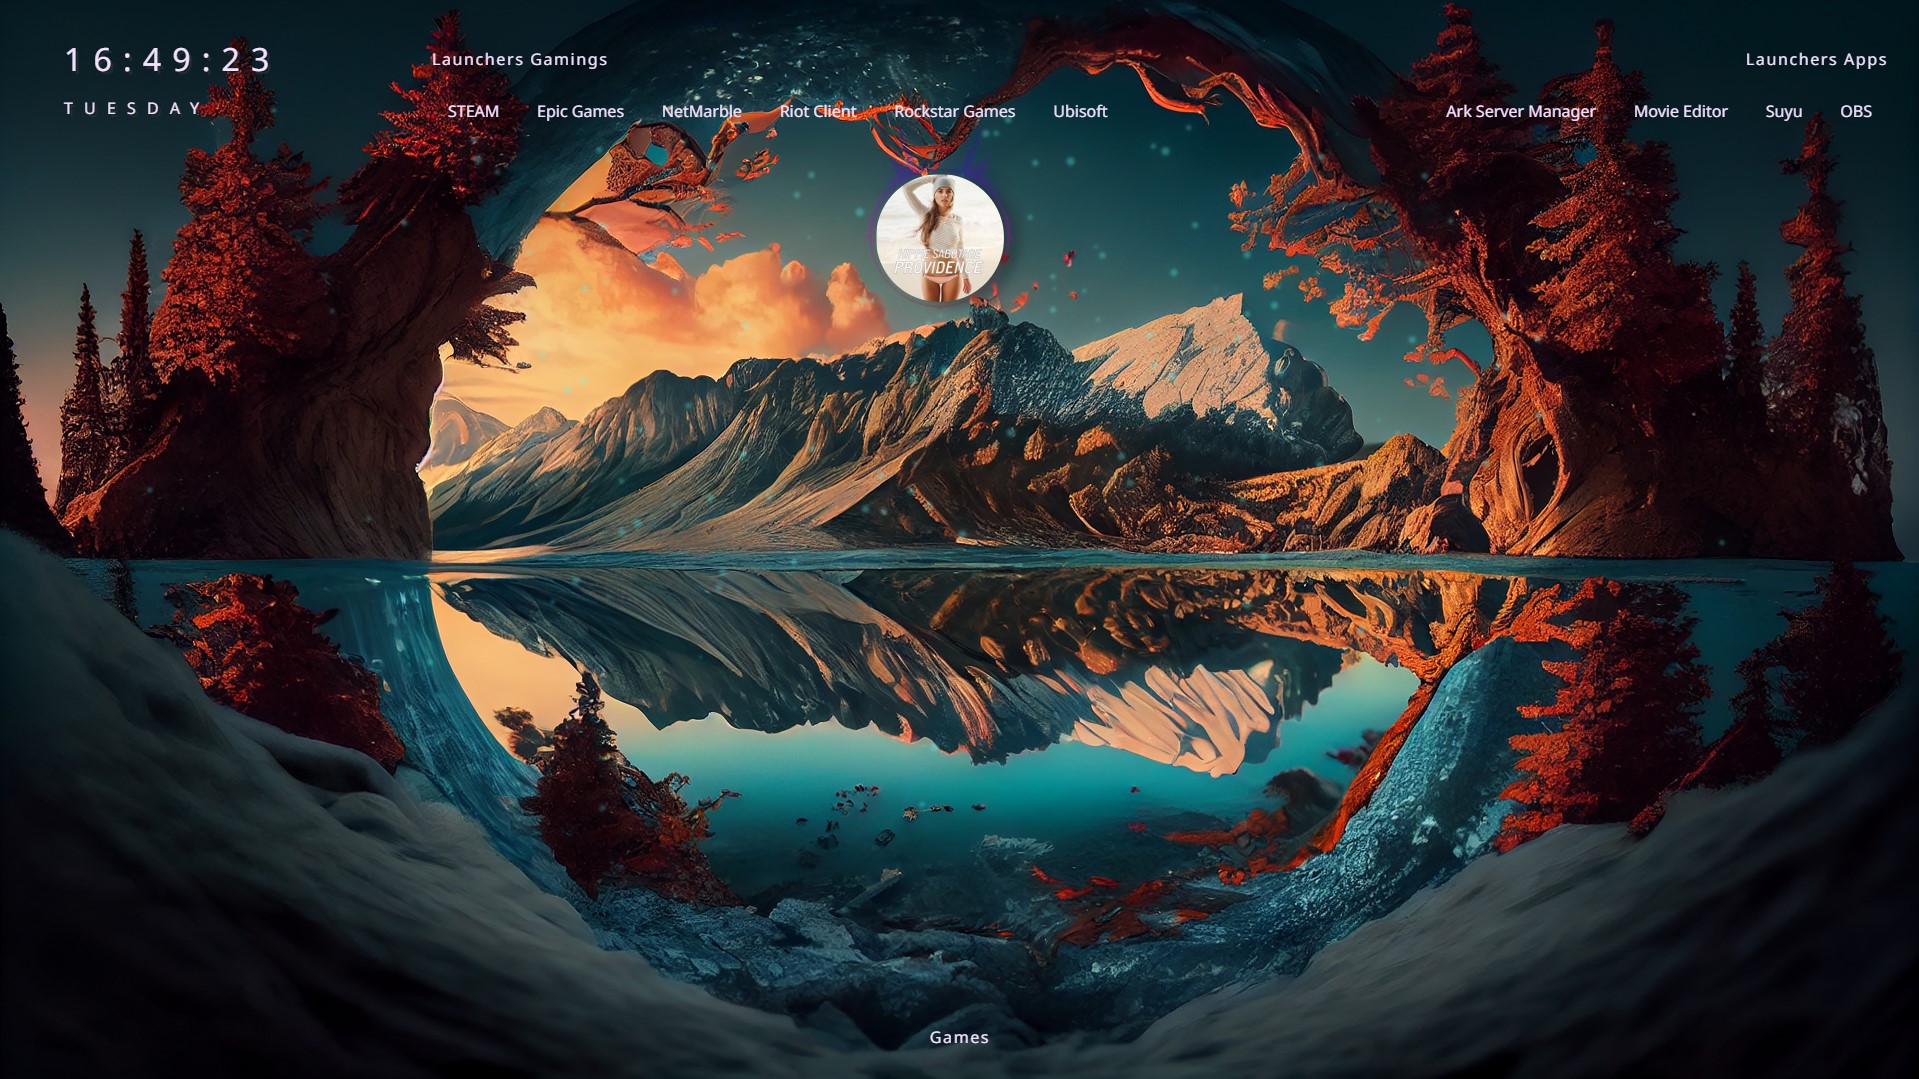 16:49:23
TUESDAY
Launchers Gamings
STEAM Epic Games NetMarble Riot Client Rockstar Games Ubisoft
Launchers Apps
Ark Server Manager Movie Editor Suyu OBS
PROVIDENCE
Games